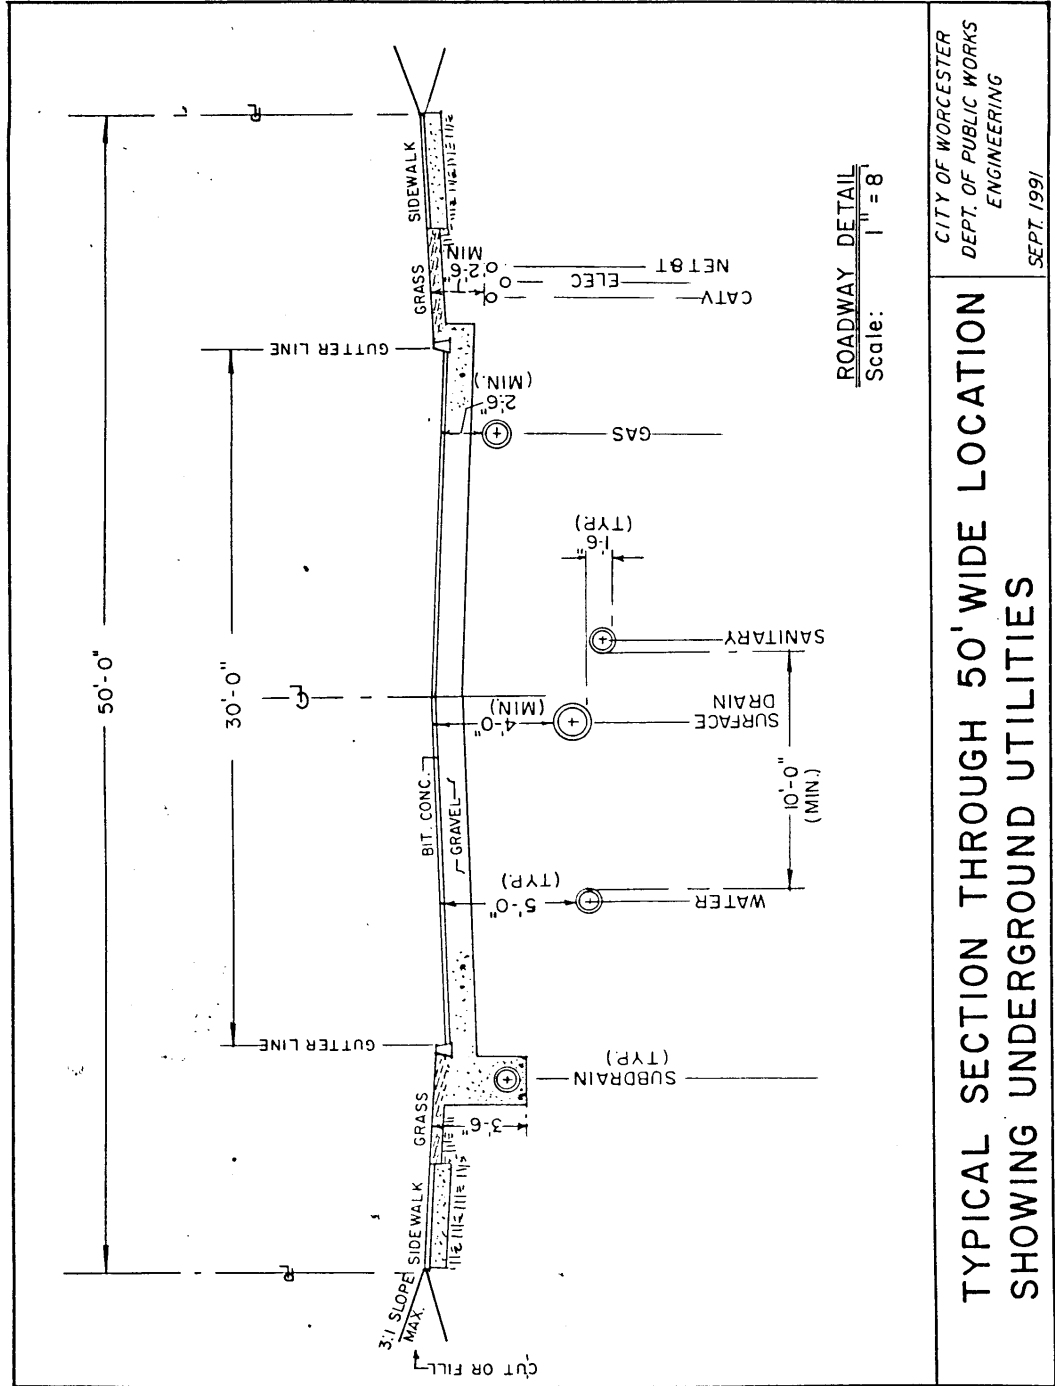 50'-0"
30'-0"
GUTTER LINE
GUTTER LINE
3:1 SLOPE
MAX.
CUT OR FILL
SIDEWALK
GRASS
BIT. CONC.
GRAVEL
GRASS
SIDEWALK
3'-6"
SUBDRAIN
(TYP.)
5'-0"
(TYP.)
WATER
10'-0"
(MIN.)
4'-0"
(MIN.)
SURFACE
DRAIN
SANITARY
1'-6"
(TYP.)
2'-6"
(MIN.)
GAS
2'-6"
MIN
CATV
ELEC
NET&T
ROADWAY DETAIL
Scale: 1" = 8'
TYPICAL SECTION THROUGH 50' WIDE LOCATION
SHOWING UNDERGROUND UTILITIES
CITY OF WORCESTER
DEPT. OF PUBLIC WORKS
ENGINEERING
SEPT. 1991